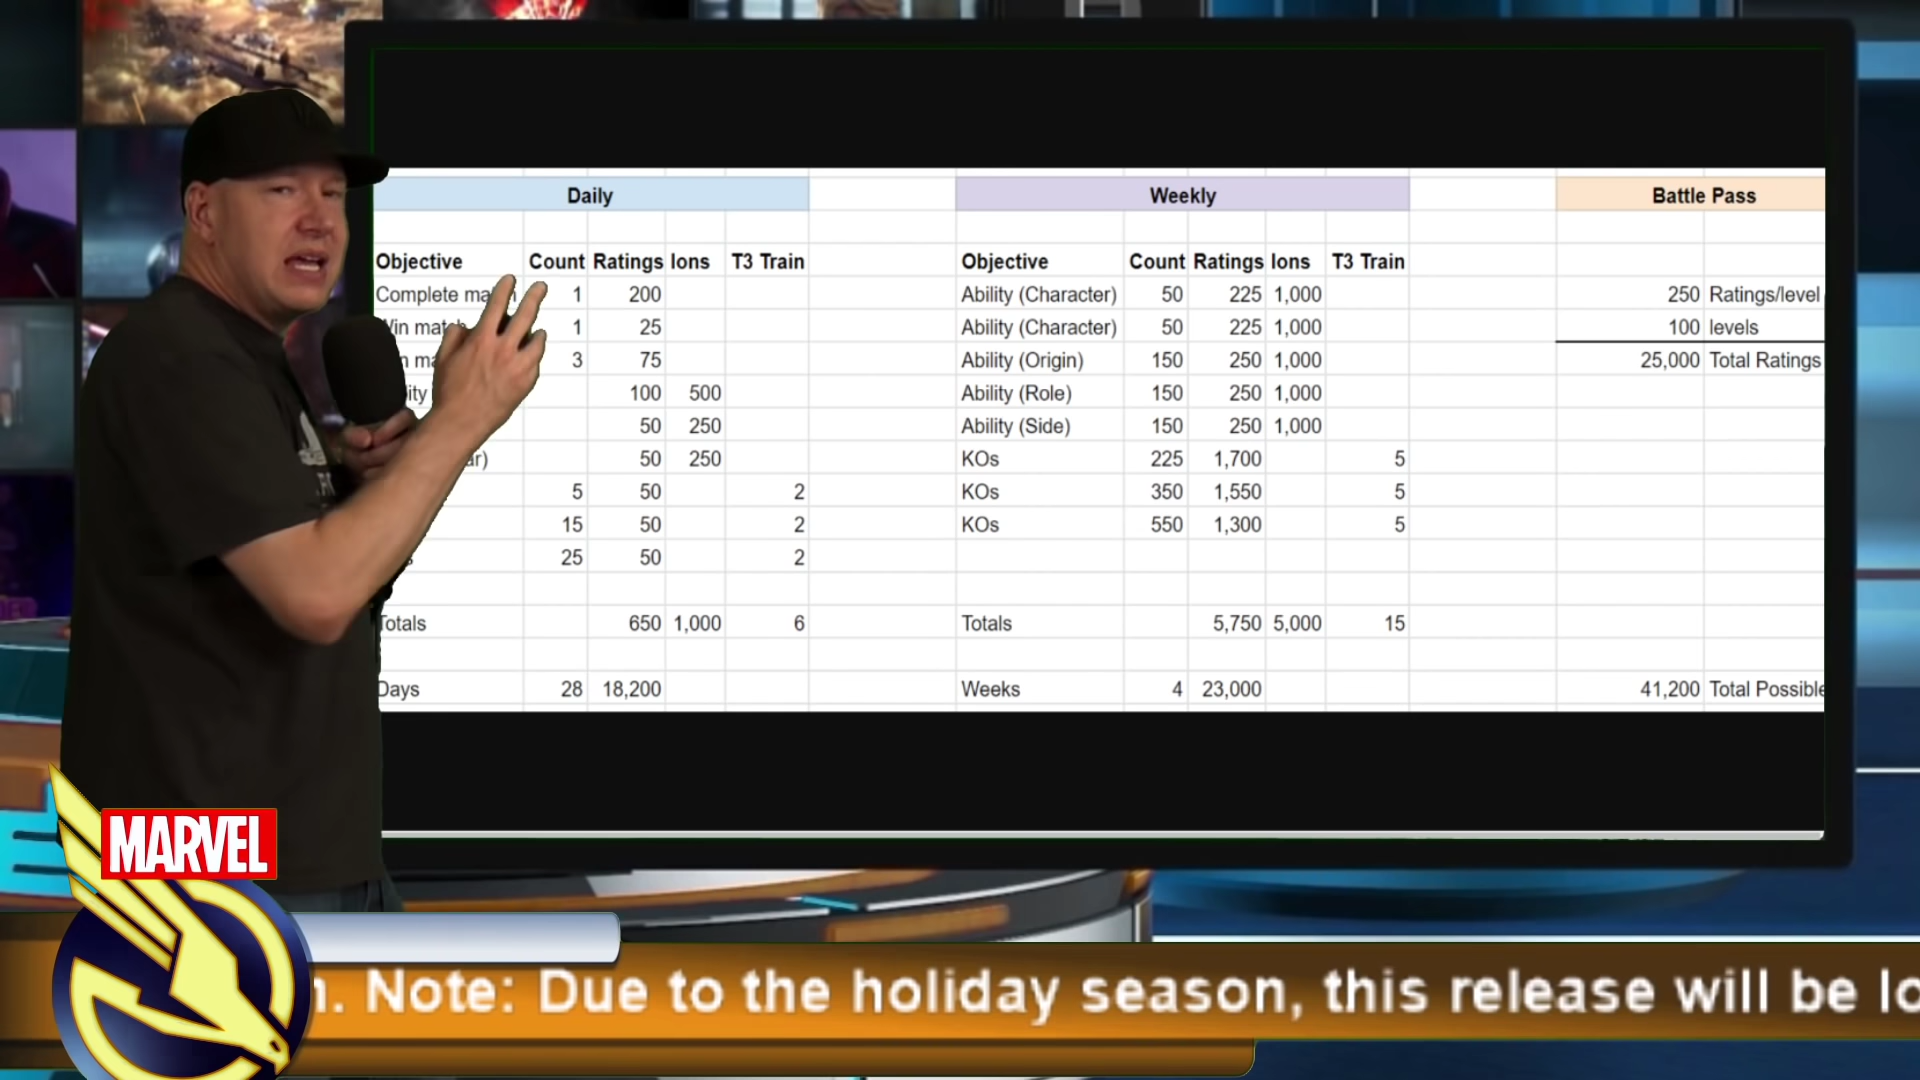 Daily Weekly Battle Pass
Objective Count Ratings Ions T3 Train Objective Count Ratings Ions T3 Train
Complete 1 200 Ability (Character) 50 225 1,000 250 Ratings/level
1 25 Ability (Character) 50 225 1,000 100 levels
3 75 Ability (Origin) 150 250 1,000 25,000 Total Ratings
100 500 Ability (Role) 150 250 1,000
50 250 Ability (Side) 150 250 1,000
50 250 KOs 225 1,700 5
5 50 2 KOs 350 1,550 5
15 50 2 KOs 550 1,300 5
25 50 2
Totals 650 1,000 6 Totals 5,750 5,000 15
Days 28 18,200 Weeks 4 23,000 41,200 Total Possible
MARVEL
. Note: Due to the holiday season, this release will be lo